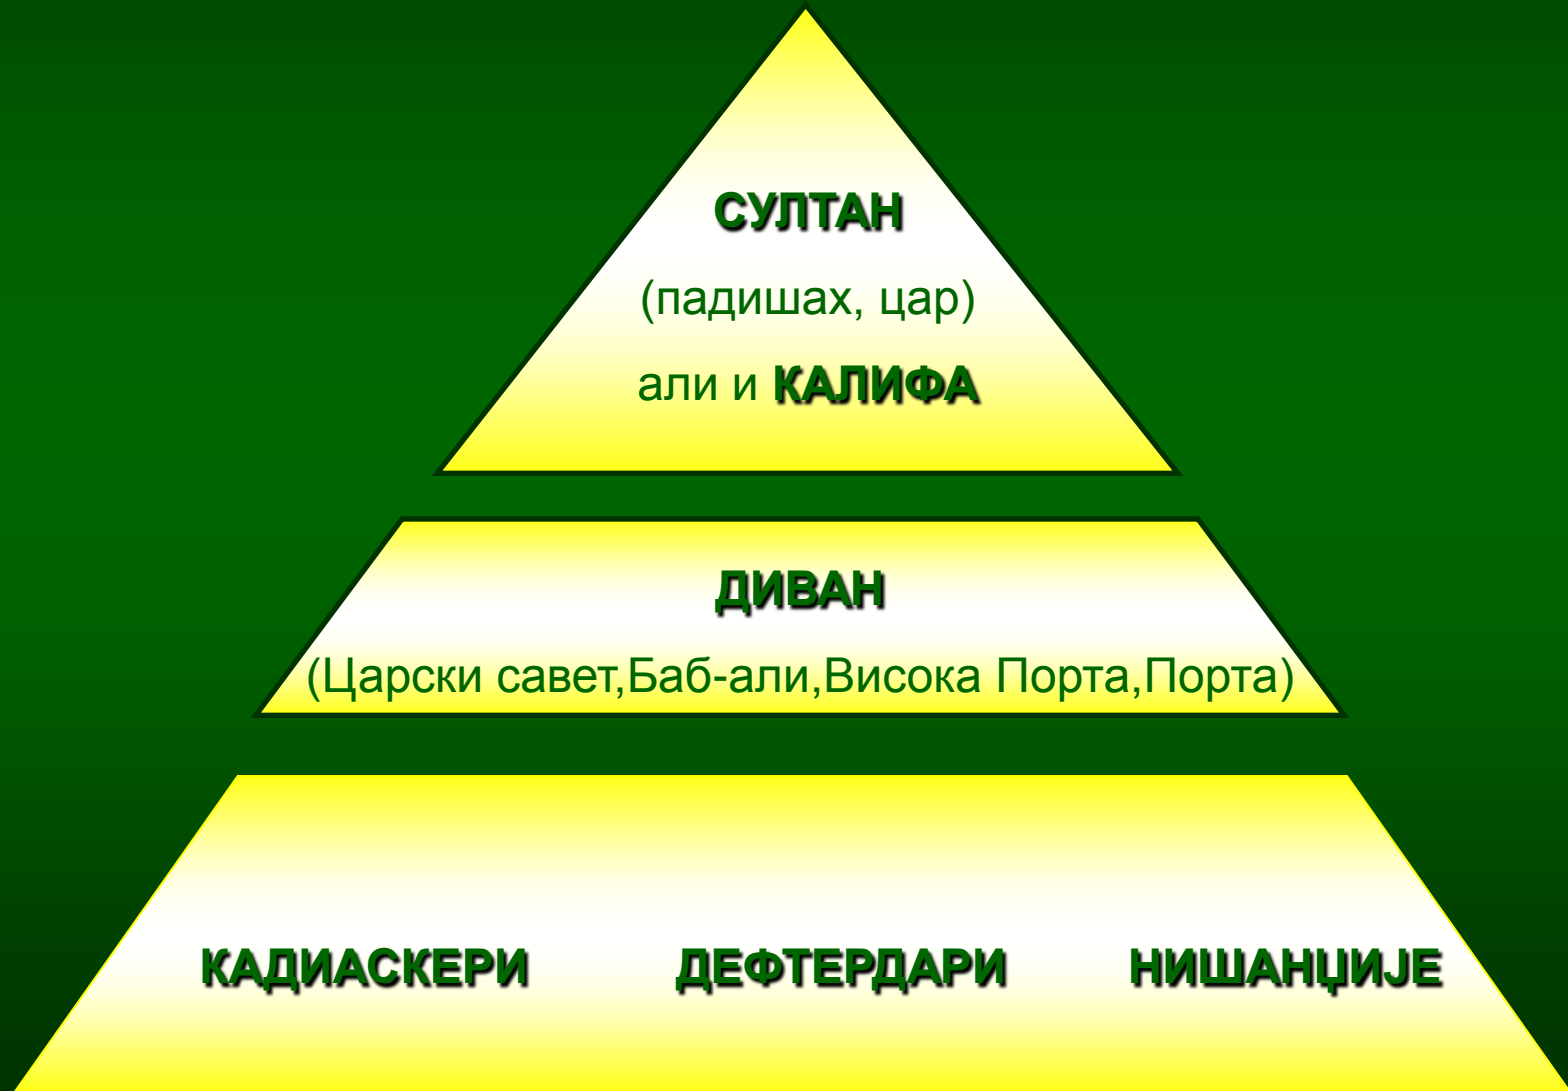 СУЛТАН
(падишах, цар)
али и КАЛИФА
ДИВАН
(Царски савет,Баб-али,Висока Порта,Порта)
КАДИАСКЕРИ ДЕФТЕРДАРИ НИШАНЏИЈЕ